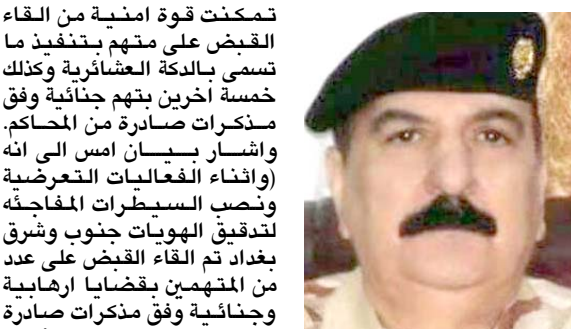 تمكنت قوة امنية من القاء
القبض على متهم بتنفيذ ما
تسمى بالدكة العشائرية وكذلك
خمسة اخرين بتهم جنائية وفق
مذكرات صادرة من المحاكم.
واشار بيان امس الى انه
(واثناء الفعاليات التعرضية
ونصب السيطرات المفاجئه
لتدقيق الهويات جنوب وشرق
بغداد تم القاء القبض على عدد
من المتهمين بقضايا ارهابية
وجنائية وفق مذكرات صادرة